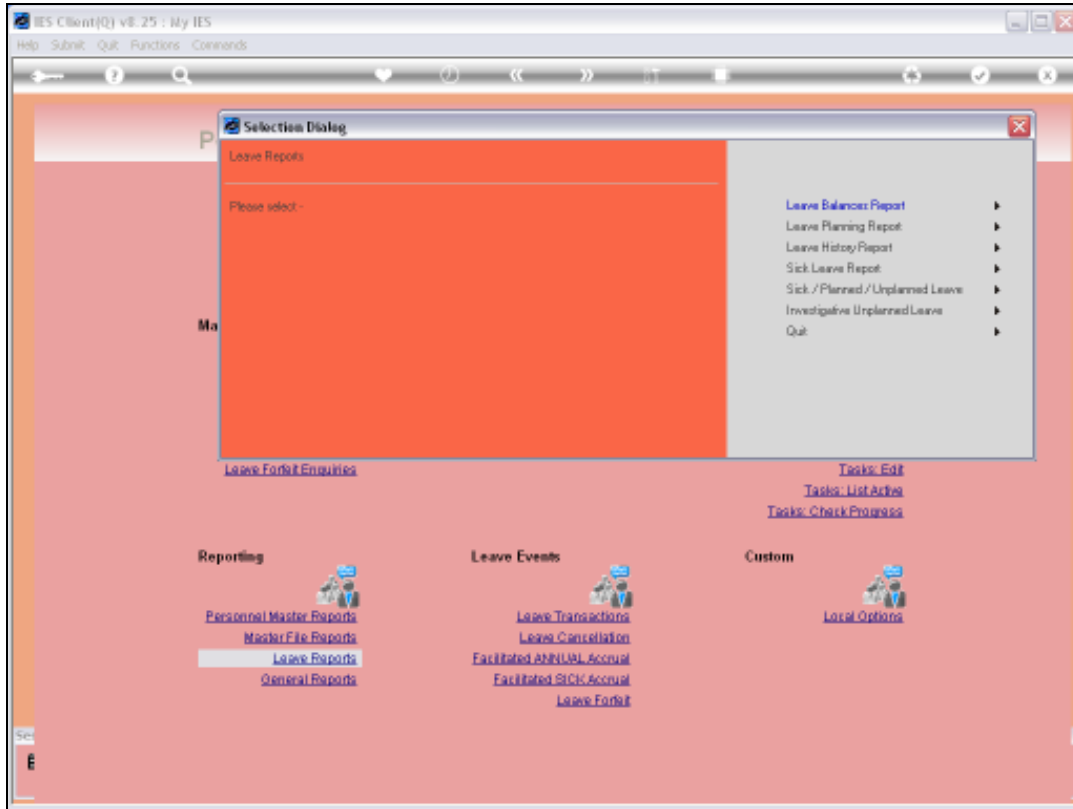 IES Client(Q) v8.25 : My IES
Help Submit Quit Functions Commands
Selection Dialog
Leave Reports
Please select -
Leave Balances Report
Leave Planning Report
Leave History Report
Sick Leave Report
Sick / Planned / Unplanned Leave
Investigative Unplanned Leave
Quit
Leave Forfeit Enquiries
Tasks: Edit
Tasks: List Active
Tasks: Check Progress
Reporting
Personnel Master Reports
Master File Reports
Leave Reports
General Reports
Leave Events
Leave Transactions
Leave Cancellation
Facilitated ANNUAL Accrual
Facilitated SICK Accrual
Leave Forfeit
Custom
Local Options